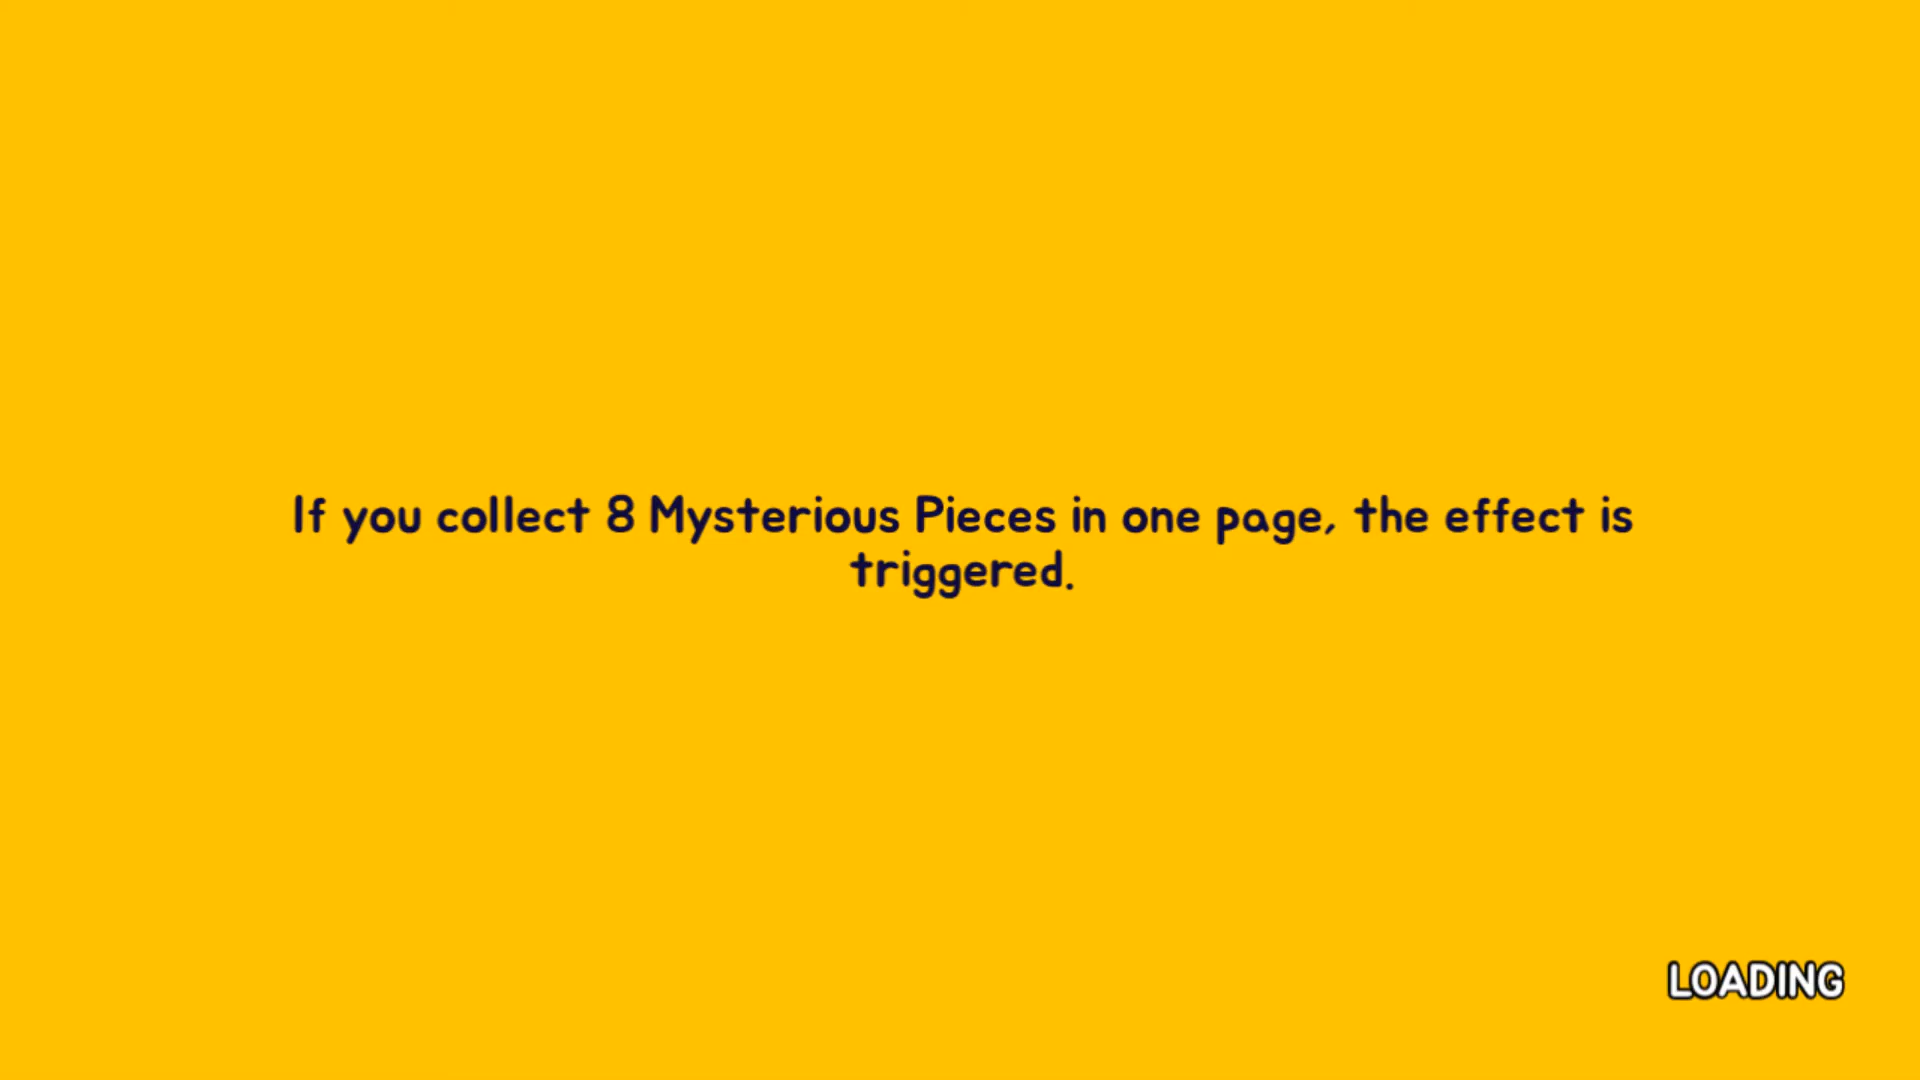 If you collect 8 Mysterious Pieces in one page, the effect is
triggered.
LOADING